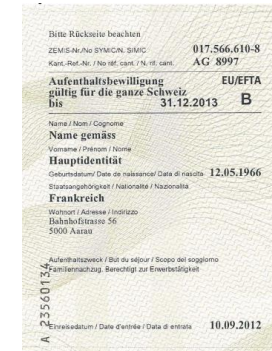 Bitte Rückseite beachten
ZEMIS-Nr./No SYMIC/N. SIMIC 017.566.610-8
Kant.-Ref.-Nr. / No réf. cant. / N. rif. cant. AG 8997
Aufenthaltsbewilligung EU/EFTA
gültig für die ganze Schweiz
bis 31.12.2013 B
Name / Nom / Cognome
Name gemäss
Vorname / Prénom / Nome
Hauptidentität
Geburtsdatum/ Date de naissance/ Data di nascita 12.05.1966
Staatsangehörigkeit / Nationalité / Nazionalità
Frankreich
Wohnort / Adresse / Indirizzo
Bahnhofstrasse 56
5000 Aarau
Aufenthaltszweck / But du séjour / Scopo del soggiorno
Familiennachzug. Berechtigt zur Erwerbstätigkeit
A 23560134
Einreisedatum / Date d'entrée / Data di entrata 10.09.2012